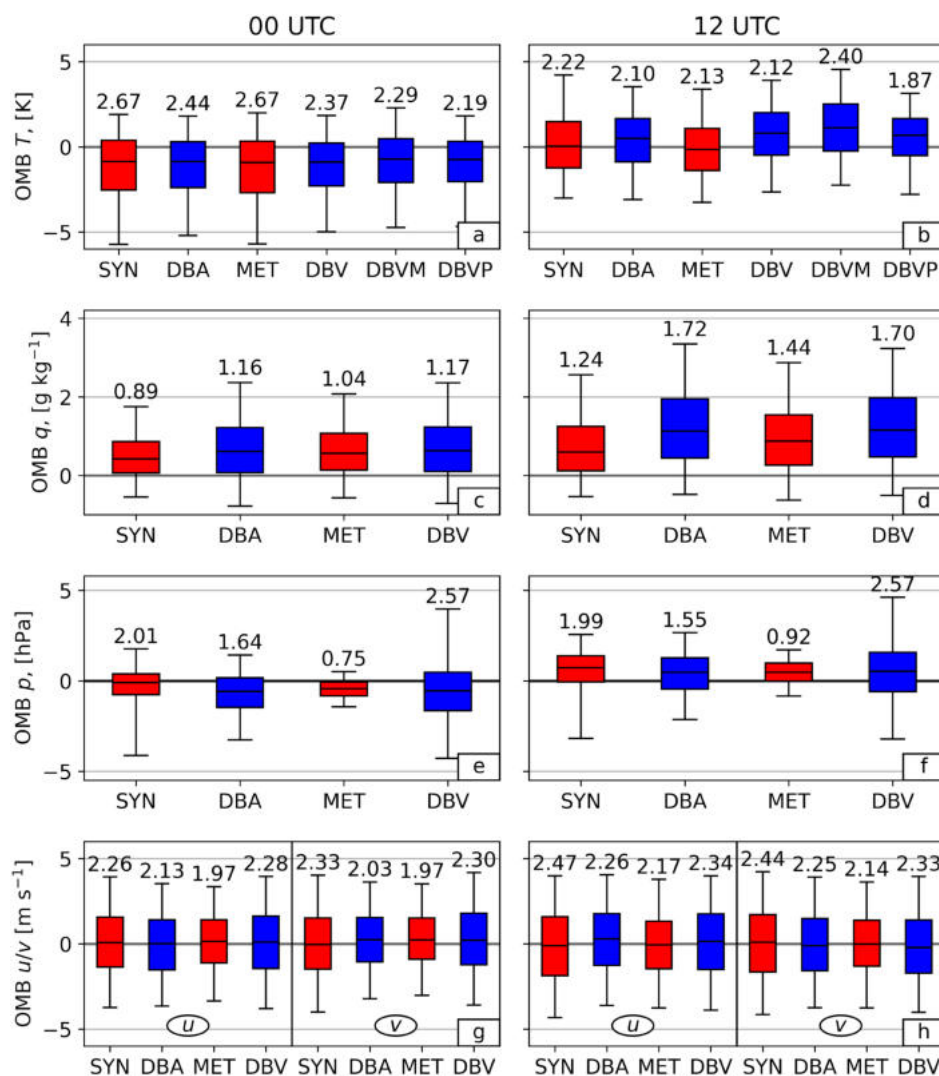 00 UTC
12 UTC
OMB T, [K]
5
0
−5
2.67 2.44 2.67 2.37 2.29 2.19
a
SYN DBA MET DBV DBVM DBVP
2.22 2.10 2.13 2.12 2.40 1.87
b
SYN DBA MET DBV DBVM DBVP
OMB q, [g kg⁻¹]
4
2
0
0.89 1.16 1.04 1.17
c
SYN DBA MET DBV
1.24 1.72 1.44 1.70
d
SYN DBA MET DBV
OMB p, [hPa]
5
0
−5
2.01 1.64 0.75 2.57
e
SYN DBA MET DBV
1.99 1.55 0.92 2.57
f
SYN DBA MET DBV
OMB u/v [m s⁻¹]
5
0
−5
2.26 2.13 1.97 2.28 2.33 2.03 1.97 2.30
u v g
SYN DBA MET DBV SYN DBA MET DBV
2.47 2.26 2.17 2.34 2.44 2.25 2.14 2.33
u v h
SYN DBA MET DBV SYN DBA MET DBV